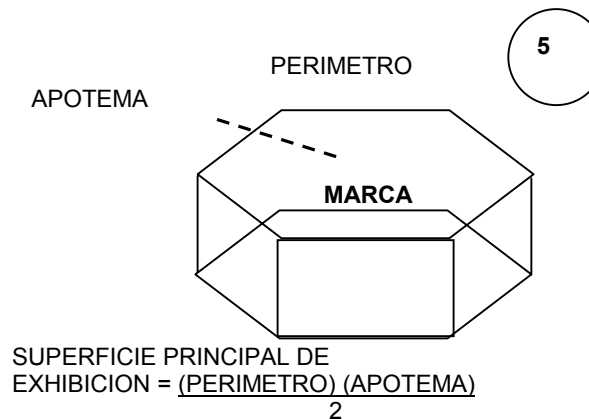 5
PERIMETRO
APOTEMA
MARCA
SUPERFICIE PRINCIPAL DE
EXHIBICION = (PERIMETRO) (APOTEMA)
2